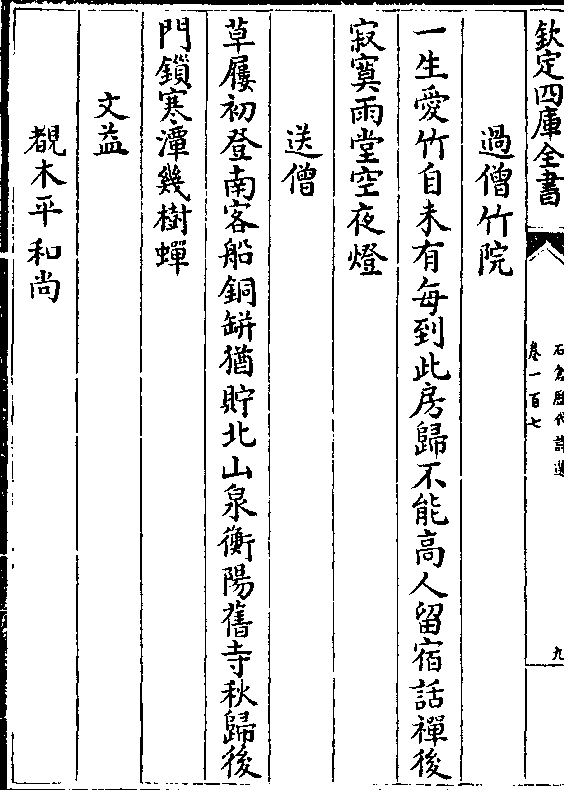 欽定四庫全書
石倉歷代詩選
卷一百七
九
過僧竹院
一生愛竹自未有每到此房歸不能高人留宿話禪後
寂寞雨堂空夜燈
送僧
草屨初登南客船銅缾猶貯北山泉衡陽舊寺秋歸後
門鎖寒潭幾樹蟬
文益
覩木平和尚